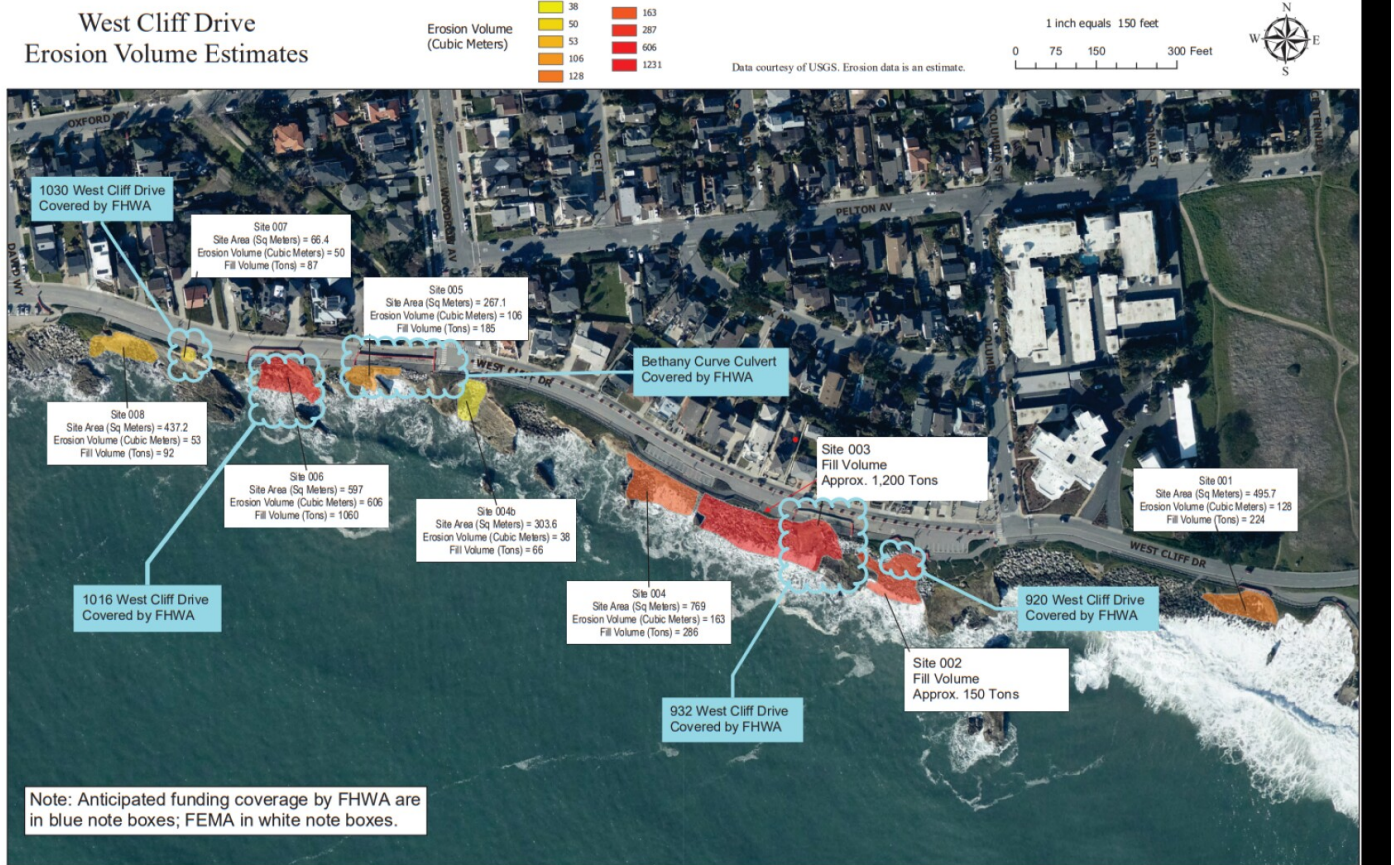 West Cliff Drive
Erosion Volume Estimates
Erosion Volume
(Cubic Meters)
38
50
53
106
128
163
287
606
1231
Data courtesy of USGS. Erosion data is an estimate.
1 inch equals 150 feet
0 75 150 300 Feet
N
W E
S
OXFORD
WOODROW AV
PELTON AV
COLUMBIA ST
DAVID WY
WEST CLIFF DR
WEST CLIFF DR
1030 West Cliff Drive
Covered by FHWA
Site 007
Site Area (Sq Meters) = 66.4
Erosion Volume (Cubic Meters) = 50
Fill Volume (Tons) = 87
Site 005
Site Area (Sq Meters) = 267.1
Erosion Volume (Cubic Meters) = 106
Fill Volume (Tons) = 185
Bethany Curve Culvert
Covered by FHWA
Site 008
Site Area (Sq Meters) = 437.2
Erosion Volume (Cubic Meters) = 53
Fill Volume (Tons) = 92
Site 006
Site Area (Sq Meters) = 597
Erosion Volume (Cubic Meters) = 606
Fill Volume (Tons) = 1060
Site 004b
Site Area (Sq Meters) = 303.6
Erosion Volume (Cubic Meters) = 38
Fill Volume (Tons) = 66
Site 003
Fill Volume
Approx. 1,200 Tons
Site 001
Site Area (Sq Meters) = 495.7
Erosion Volume (Cubic Meters) = 128
Fill Volume (Tons) = 224
1016 West Cliff Drive
Covered by FHWA
Site 004
Site Area (Sq Meters) = 769
Erosion Volume (Cubic Meters) = 163
Fill Volume (Tons) = 286
920 West Cliff Drive
Covered by FHWA
Site 002
Fill Volume
Approx. 150 Tons
932 West Cliff Drive
Covered by FHWA
Note: Anticipated funding coverage by FHWA are
in blue note boxes; FEMA in white note boxes.